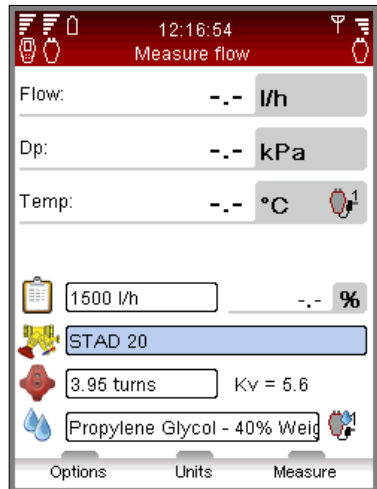 12:16:54
Measure flow
Flow: -.- l/h
Dp: -.- kPa
Temp: -.- °C 1
1500 l/h -.- %
STAD 20
3.95 turns Kv = 5.6
Propylene Glycol - 40% Weig
Options Units Measure